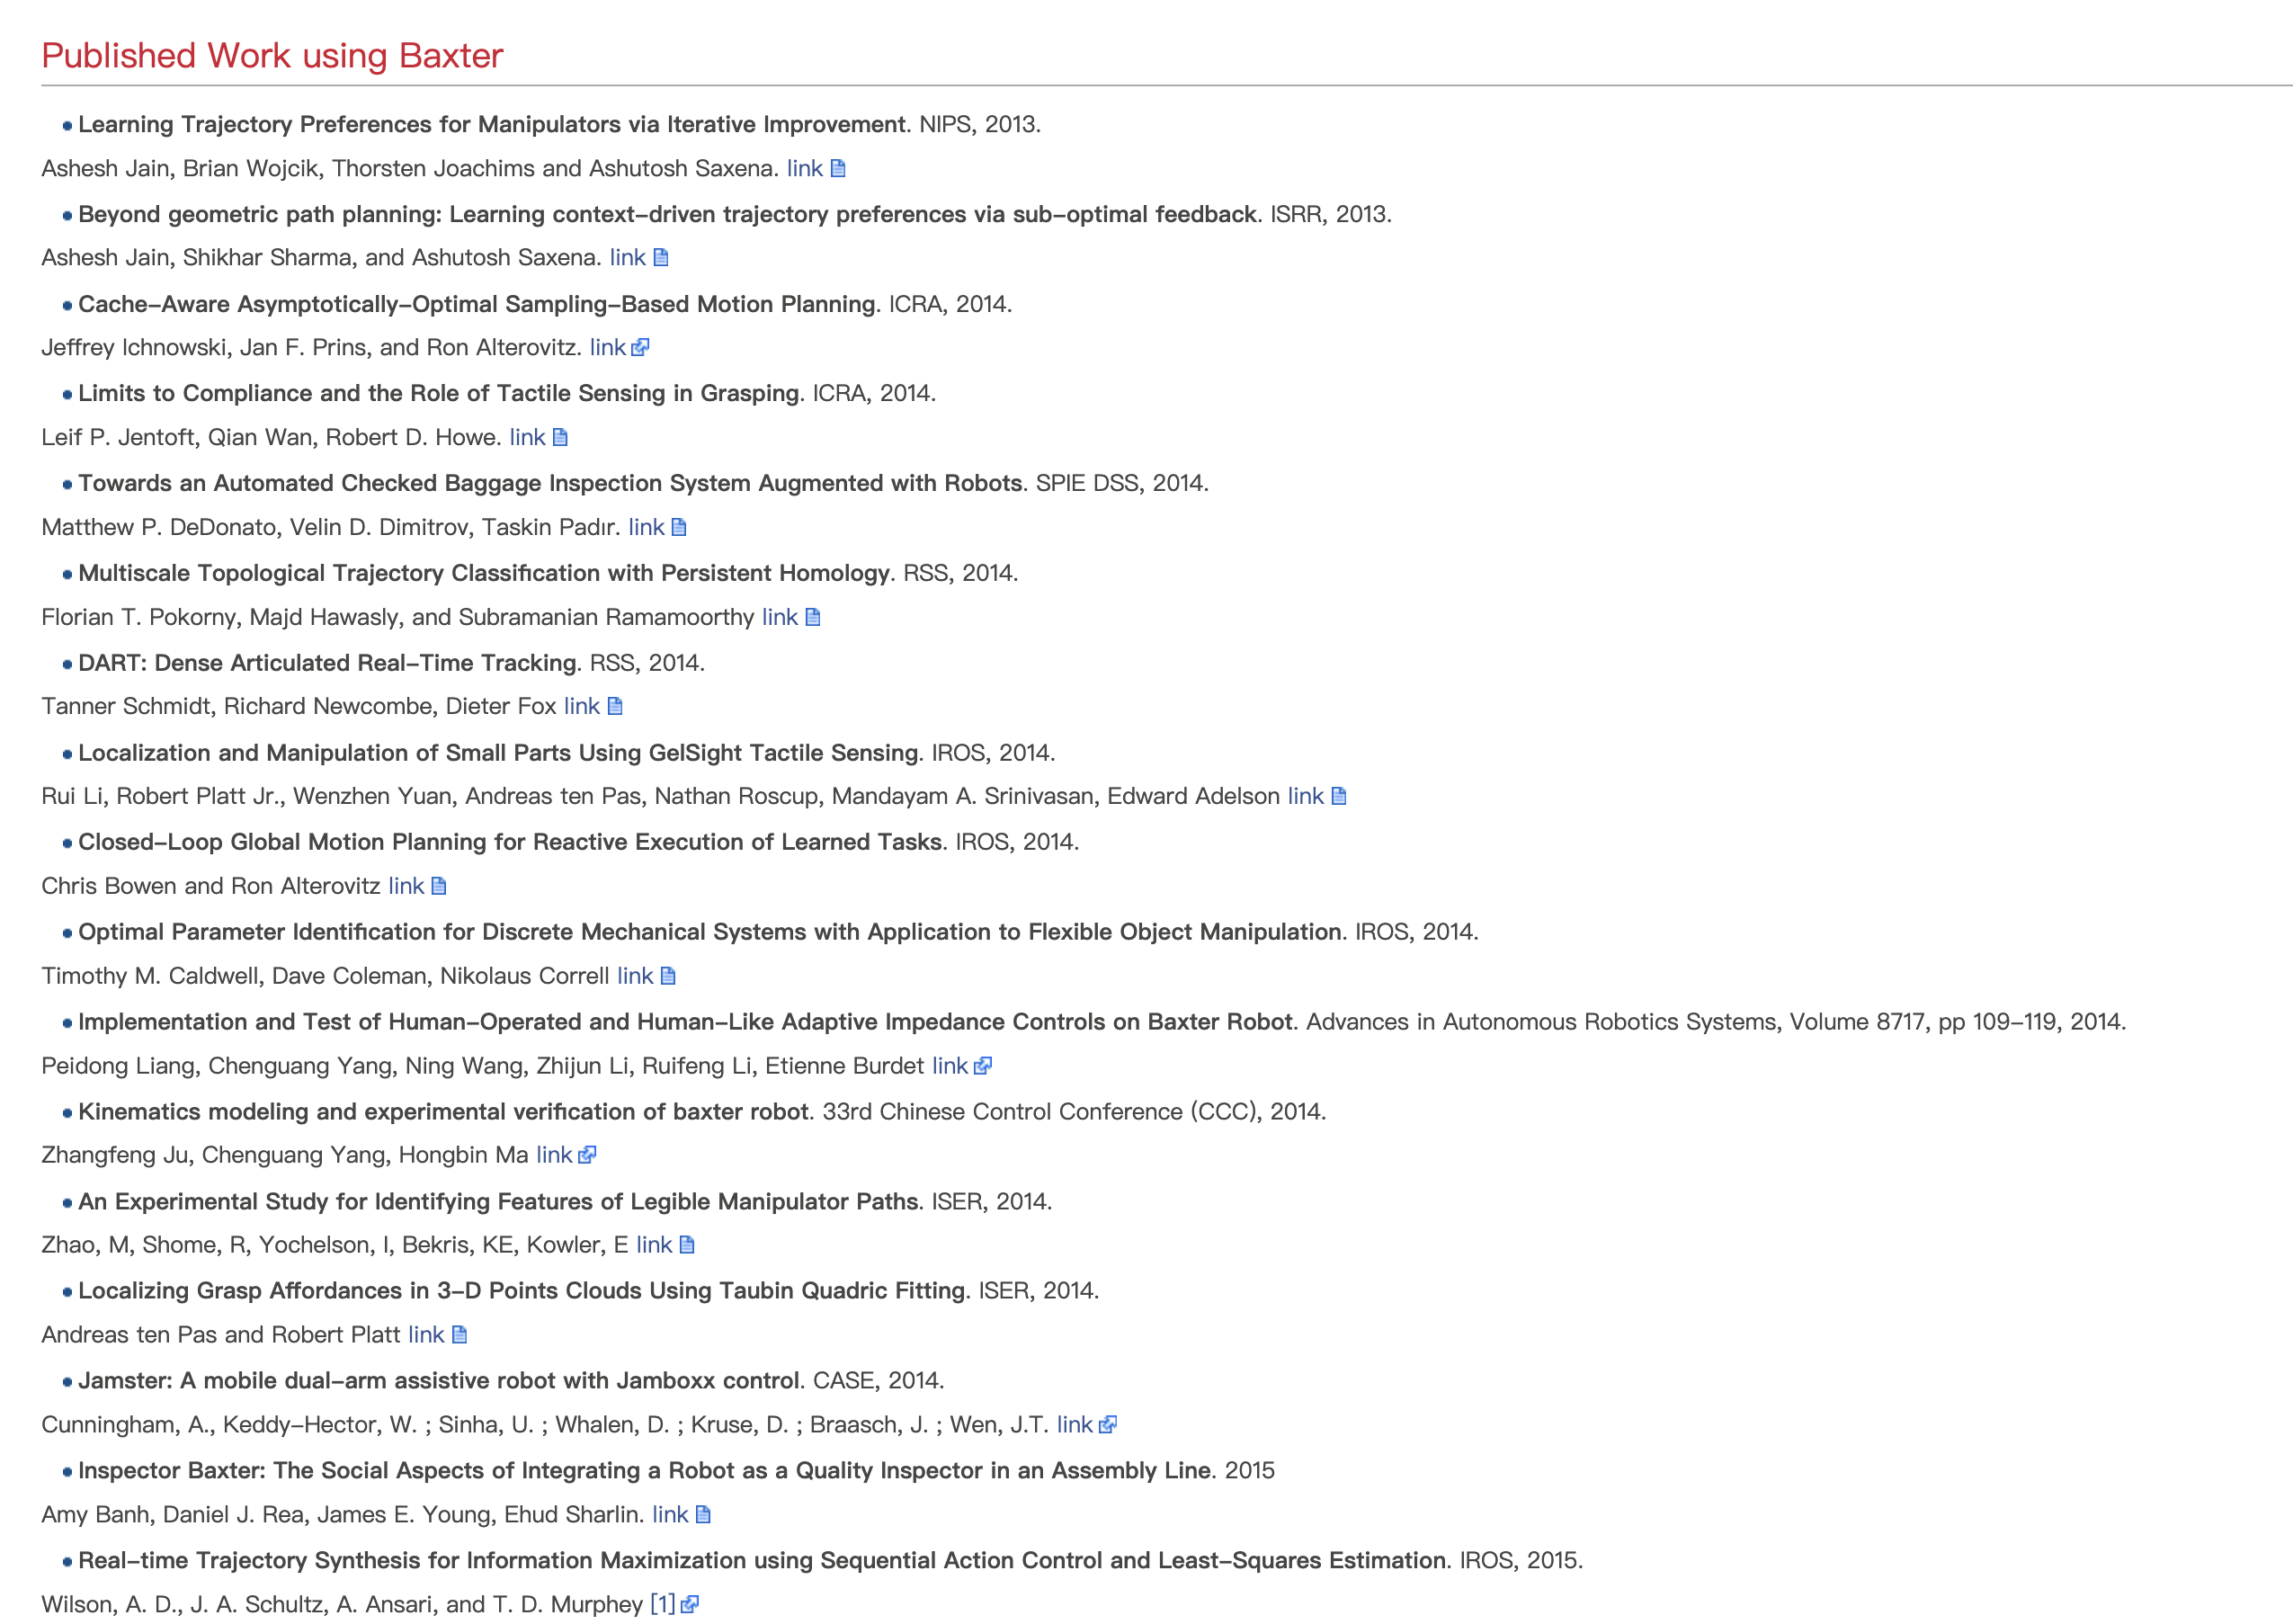 Published Work using Baxter
Learning Trajectory Preferences for Manipulators via Iterative Improvement. NIPS, 2013.
Ashesh Jain, Brian Wojcik, Thorsten Joachims and Ashutosh Saxena. link
Beyond geometric path planning: Learning context-driven trajectory preferences via sub-optimal feedback. ISRR, 2013.
Ashesh Jain, Shikhar Sharma, and Ashutosh Saxena. link
Cache-Aware Asymptotically-Optimal Sampling-Based Motion Planning. ICRA, 2014.
Jeffrey Ichnowski, Jan F. Prins, and Ron Alterovitz. link
Limits to Compliance and the Role of Tactile Sensing in Grasping. ICRA, 2014.
Leif P. Jentoft, Qian Wan, Robert D. Howe. link
Towards an Automated Checked Baggage Inspection System Augmented with Robots. SPIE DSS, 2014.
Matthew P. DeDonato, Velin D. Dimitrov, Taskin Padır. link
Multiscale Topological Trajectory Classification with Persistent Homology. RSS, 2014.
Florian T. Pokorny, Majd Hawasly, and Subramanian Ramamoorthy link
DART: Dense Articulated Real-Time Tracking. RSS, 2014.
Tanner Schmidt, Richard Newcombe, Dieter Fox link
Localization and Manipulation of Small Parts Using GelSight Tactile Sensing. IROS, 2014.
Rui Li, Robert Platt Jr., Wenzhen Yuan, Andreas ten Pas, Nathan Roscup, Mandayam A. Srinivasan, Edward Adelson link
Closed-Loop Global Motion Planning for Reactive Execution of Learned Tasks. IROS, 2014.
Chris Bowen and Ron Alterovitz link
Optimal Parameter Identification for Discrete Mechanical Systems with Application to Flexible Object Manipulation. IROS, 2014.
Timothy M. Caldwell, Dave Coleman, Nikolaus Correll link
Implementation and Test of Human-Operated and Human-Like Adaptive Impedance Controls on Baxter Robot. Advances in Autonomous Robotics Systems, Volume 8717, pp 109-119, 2014.
Peidong Liang, Chenguang Yang, Ning Wang, Zhijun Li, Ruifeng Li, Etienne Burdet link
Kinematics modeling and experimental verification of baxter robot. 33rd Chinese Control Conference (CCC), 2014.
Zhangfeng Ju, Chenguang Yang, Hongbin Ma link
An Experimental Study for Identifying Features of Legible Manipulator Paths. ISER, 2014.
Zhao, M, Shome, R, Yochelson, I, Bekris, KE, Kowler, E link
Localizing Grasp Affordances in 3-D Points Clouds Using Taubin Quadric Fitting. ISER, 2014.
Andreas ten Pas and Robert Platt link
Jamster: A mobile dual-arm assistive robot with Jamboxx control. CASE, 2014.
Cunningham, A., Keddy-Hector, W. ; Sinha, U. ; Whalen, D. ; Kruse, D. ; Braasch, J. ; Wen, J.T. link
Inspector Baxter: The Social Aspects of Integrating a Robot as a Quality Inspector in an Assembly Line. 2015
Amy Banh, Daniel J. Rea, James E. Young, Ehud Sharlin. link
Real-time Trajectory Synthesis for Information Maximization using Sequential Action Control and Least-Squares Estimation. IROS, 2015.
Wilson, A. D., J. A. Schultz, A. Ansari, and T. D. Murphey [1]